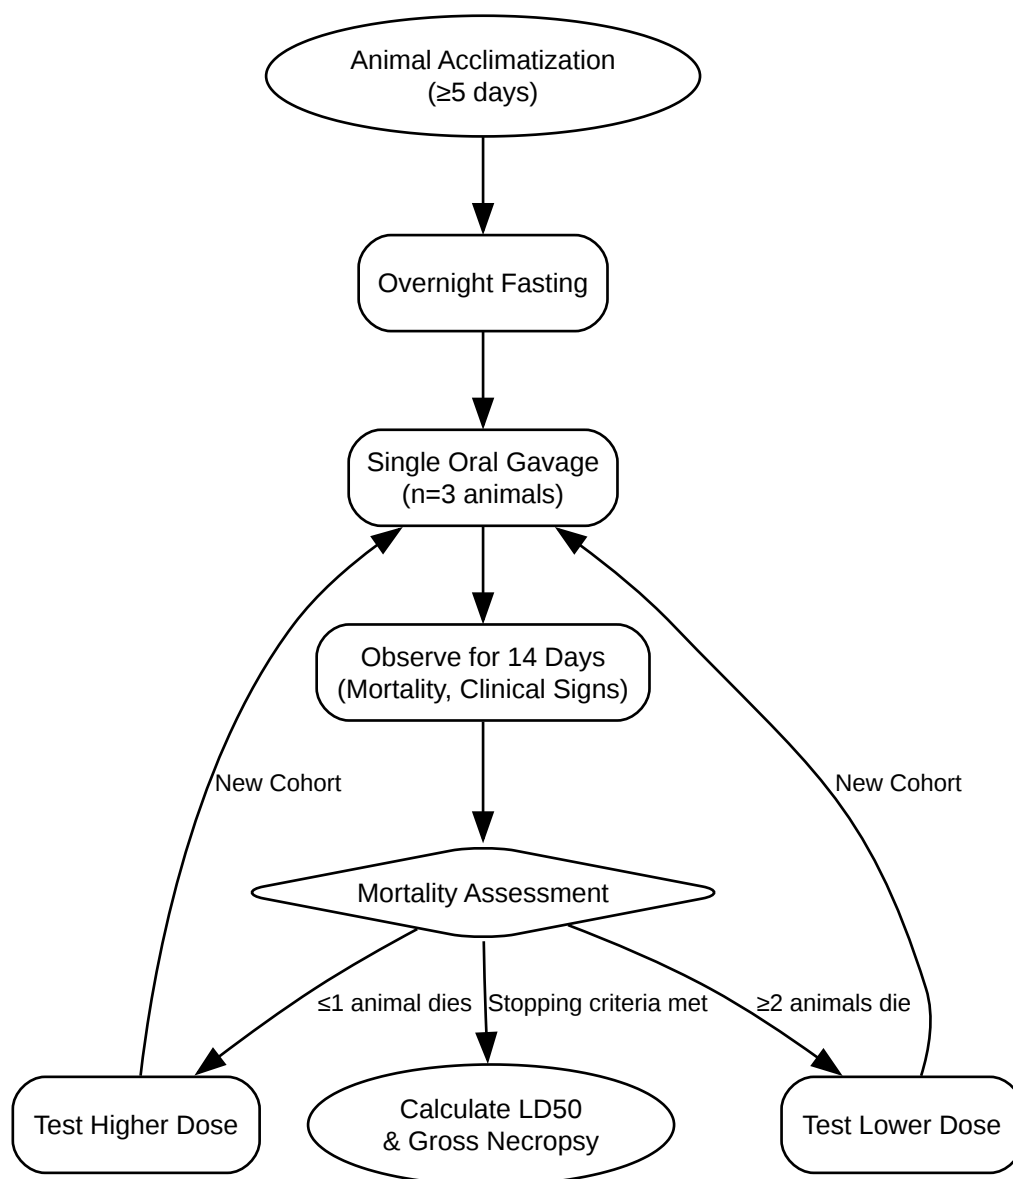 Animal Acclimatization
(≥5 days)
Overnight Fasting
Single Oral Gavage
(n=3 animals)
Observe for 14 Days
(Mortality, Clinical Signs)
New Cohort
New Cohort
Mortality Assessment
≤1 animal dies
Stopping criteria met
≥2 animals die
Test Higher Dose
Calculate LD50
& Gross Necropsy
Test Lower Dose